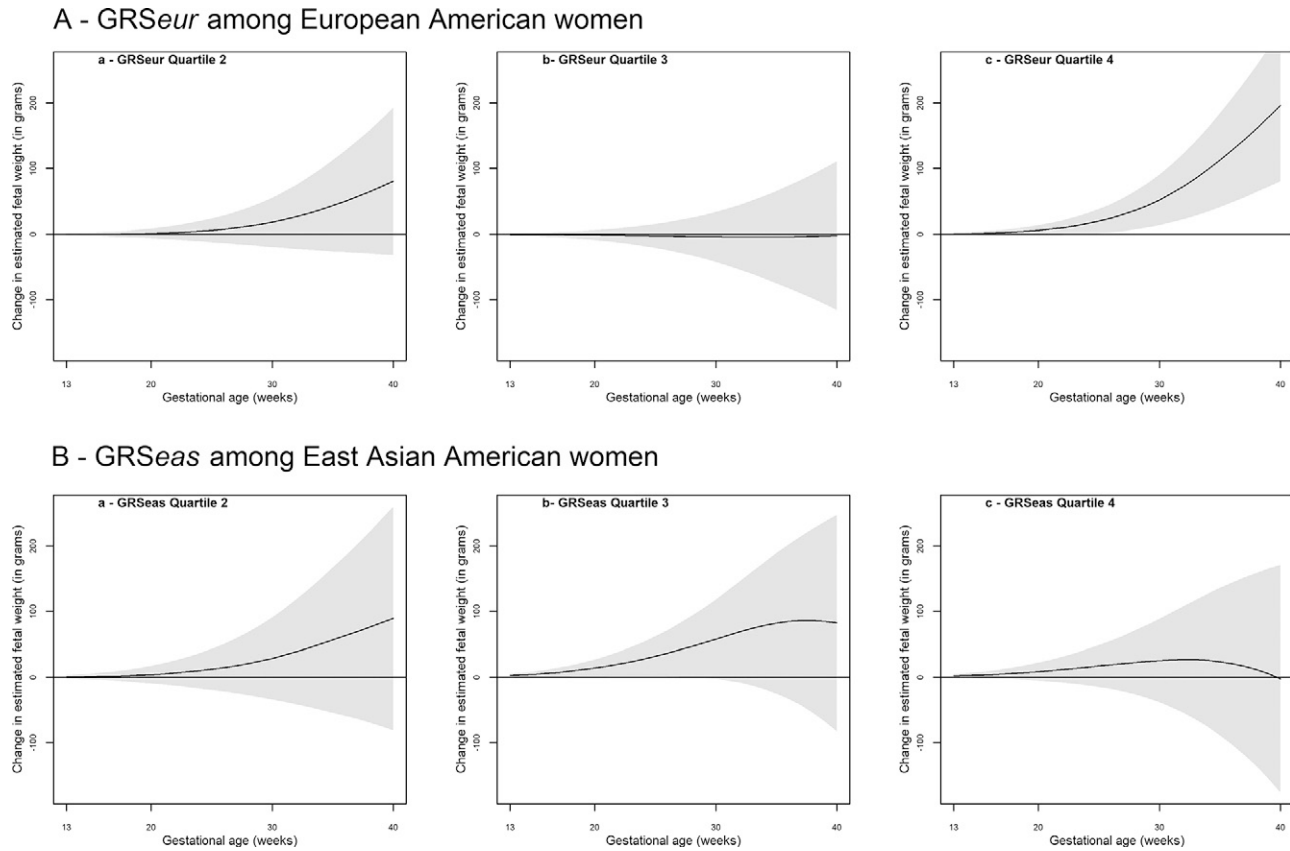 A - GRSeur among European American women
a - GRSeur Quartile 2
b- GRSeur Quartile 3
c - GRSeur Quartile 4
Change in estimated fetal weight (in grams)
200
100
0
-100
13 20 30 40
Gestational age (weeks)
Change in estimated fetal weight (in grams)
200
100
0
-100
13 20 30 40
Gestational age (weeks)
Change in estimated fetal weight (in grams)
200
100
0
-100
13 20 30 40
Gestational age (weeks)
B - GRSeas among East Asian American women
a - GRSeas Quartile 2
b- GRSeas Quartile 3
c - GRSeas Quartile 4
Change in estimated fetal weight (in grams)
200
100
0
-100
13 20 30 40
Gestational age (weeks)
Change in estimated fetal weight (in grams)
200
100
0
-100
13 20 30 40
Gestational age (weeks)
Change in estimated fetal weight (in grams)
200
100
0
-100
13 20 30 40
Gestational age (weeks)